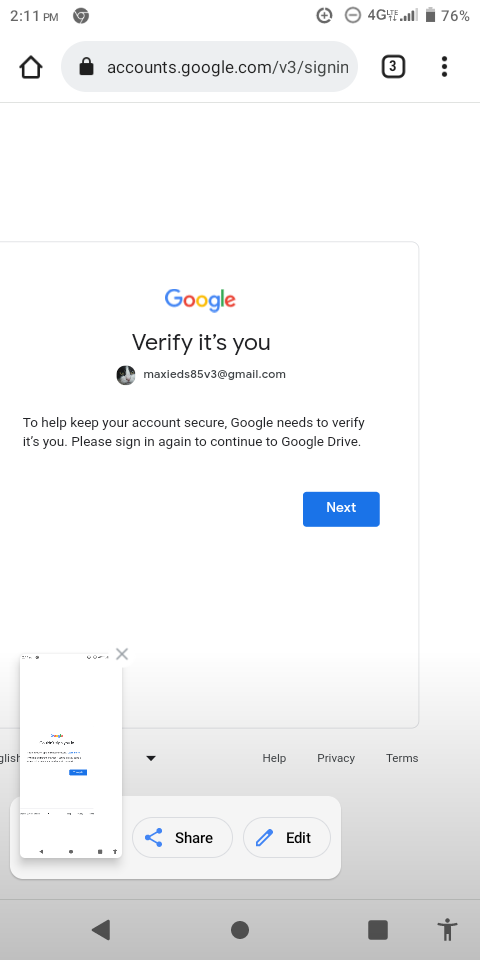 2:11 PM 4G LTE 76%
accounts.google.com/v3/signin
3
Google
Verify it's you
maxieds85v3@gmail.com
To help keep your account secure, Google needs to verify
it's you. Please sign in again to continue to Google Drive.
Next
glish
Help Privacy Terms
Share Edit